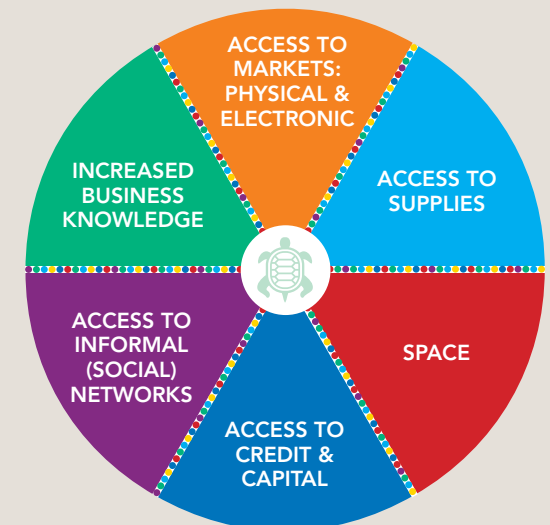 ACCESS TO
MARKETS:
PHYSICAL &
ELECTRONIC
ACCESS TO
SUPPLIES
SPACE
ACCESS TO
CREDIT &
CAPITAL
ACCESS TO
INFORMAL
(SOCIAL)
NETWORKS
INCREASED
BUSINESS
KNOWLEDGE